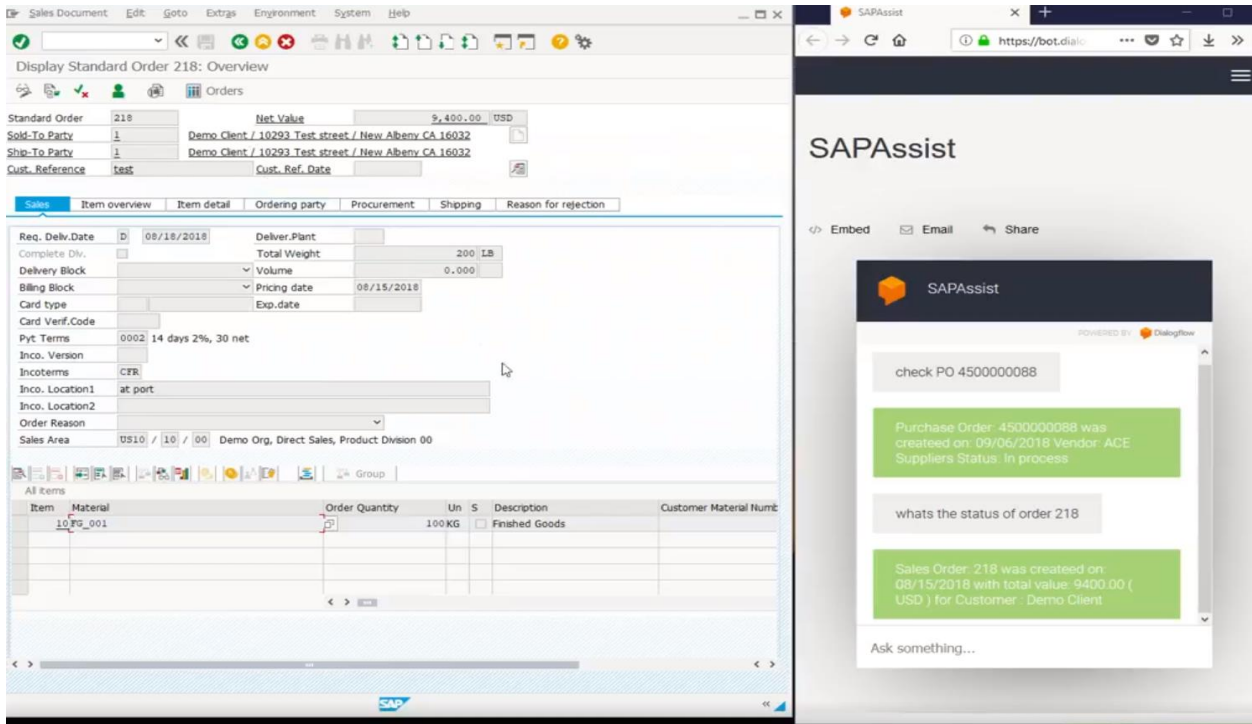 Sales Document Edit Goto Extras Environment System Help
Display Standard Order 218: Overview
Orders
Standard Order 218 Net Value 9,400.00 USD
Sold-To Party 1 Demo Client / 10293 Test street / New Albeny CA 16032
Ship-To Party 1 Demo Client / 10293 Test street / New Albeny CA 16032
Cust. Reference test Cust. Ref. Date
Sales Item overview Item detail Ordering party Procurement Shipping Reason for rejection
Req. Deliv.Date D 08/18/2018 Deliver.Plant
Complete Dlv. Total Weight 200 LB
Delivery Block Volume 0.000
Billing Block Pricing date 08/15/2018
Card type Exp.date
Card Verif.Code
Pyt Terms 0002 14 days 2%, 30 net
Inco. Version
Incoterms CFR
Inco. Location1 at port
Inco. Location2
Order Reason
Sales Area US10 / 10 / 00 Demo Org, Direct Sales, Product Division 00
Group
All items
Item Material Order Quantity Un S Description Customer Material Numb
10 FG_001 100 KG Finished Goods
SAP
SAPAssist
https://bot.dialo
SAPAssist
Embed Email Share
SAPAssist
POWERED BY Dialogflow
check PO 4500000088
Purchase Order: 4500000088 was
createed on: 09/06/2018 Vendor: ACE
Suppliers Status: In process
whats the status of order 218
Sales Order: 218 was createed on:
08/15/2018 with total value: 9400.00 (
USD ) for Customer : Demo Client
Ask something...